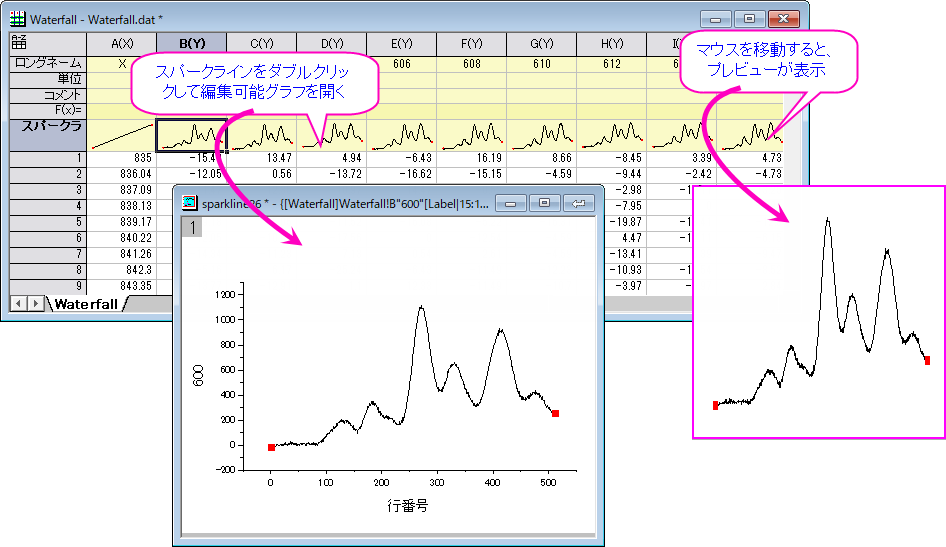 Waterfall - Waterfall.dat *
A(X) B(Y) C(Y) D(Y) E(Y) F(Y) G(Y) H(Y)
ロングネーム X 606 608 610 612
単位
コメント
F(x)=
スパークラ
スパークラインをダブルクリッ
クして編集可能グラフを開く
マウスを移動すると、
プレビューが表示
1 835 -15.4 13.47 4.94 -6.43 16.19 8.66 -8.45 3.39 4.73
2 836.04 -12.05 0.56 -13.72 -16.62 -15.15 -4.59 -9.44 -2.42 -4.73
3 837.09 -2.98
4 838.13 -7.95
5 839.17 -19.87
6 840.22 4.47
7 841.26 -13.41
8 842.3 -10.93
9 843.35 -3.97
Waterfall
sparkline26 * - {[Waterfall]Waterfall!B"600"[Label|15:1...
1
1200
1000
800
600
400
200
0
-200
600
0 100 200 300 400 500
行番号